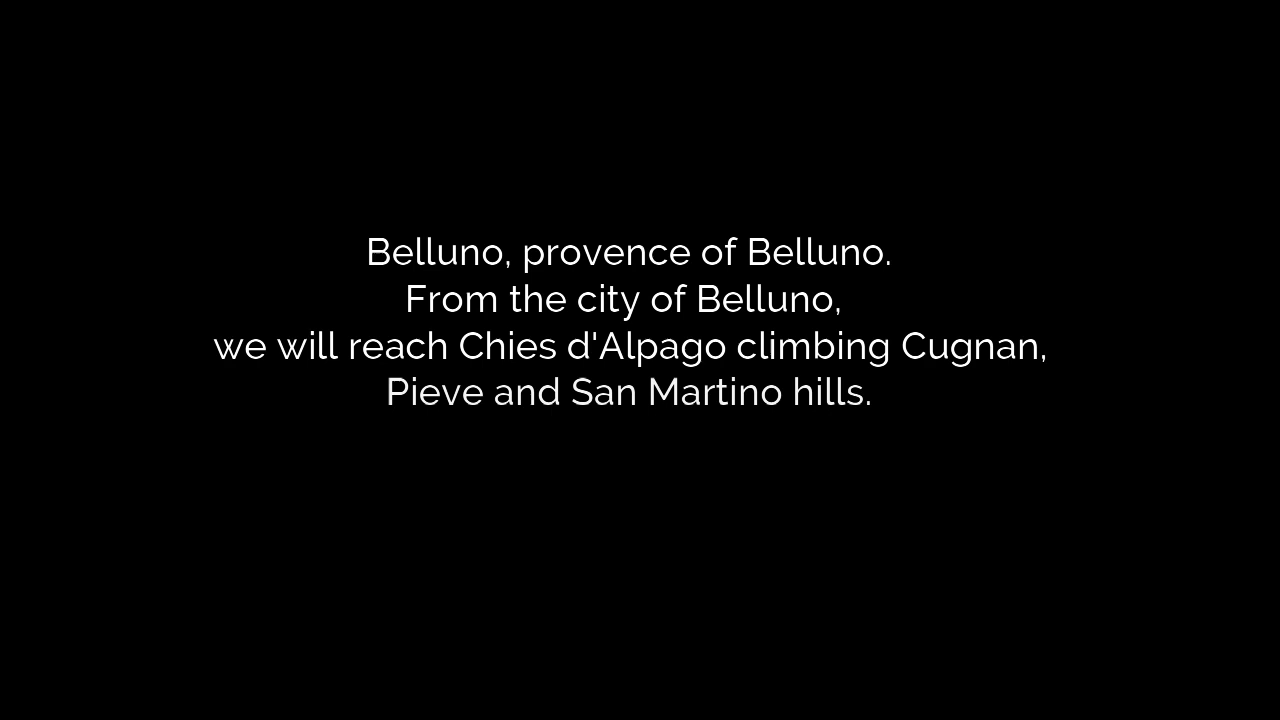 Belluno, provence of Belluno.
From the city of Belluno,
we will reach Chies d'Alpago climbing Cugnan,
Pieve and San Martino hills.